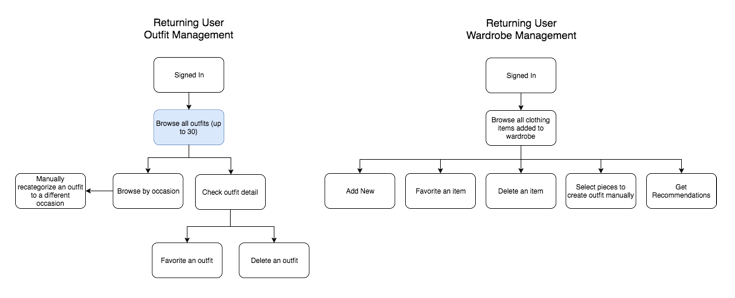 Returning User
Outfit Management
Returning User
Wardrobe Management
Signed In
Signed In
Browse all outfits (up
to 30)
Browse all clothing
items added to
wardrobe
Manually
recategorize an outfit
to a different
occasion
Browse by occasion
Check outfit detail
Add New
Favorite an item
Delete an item
Select pieces to
create outfit manually
Get
Recommendations
Favorite an outfit
Delete an outfit